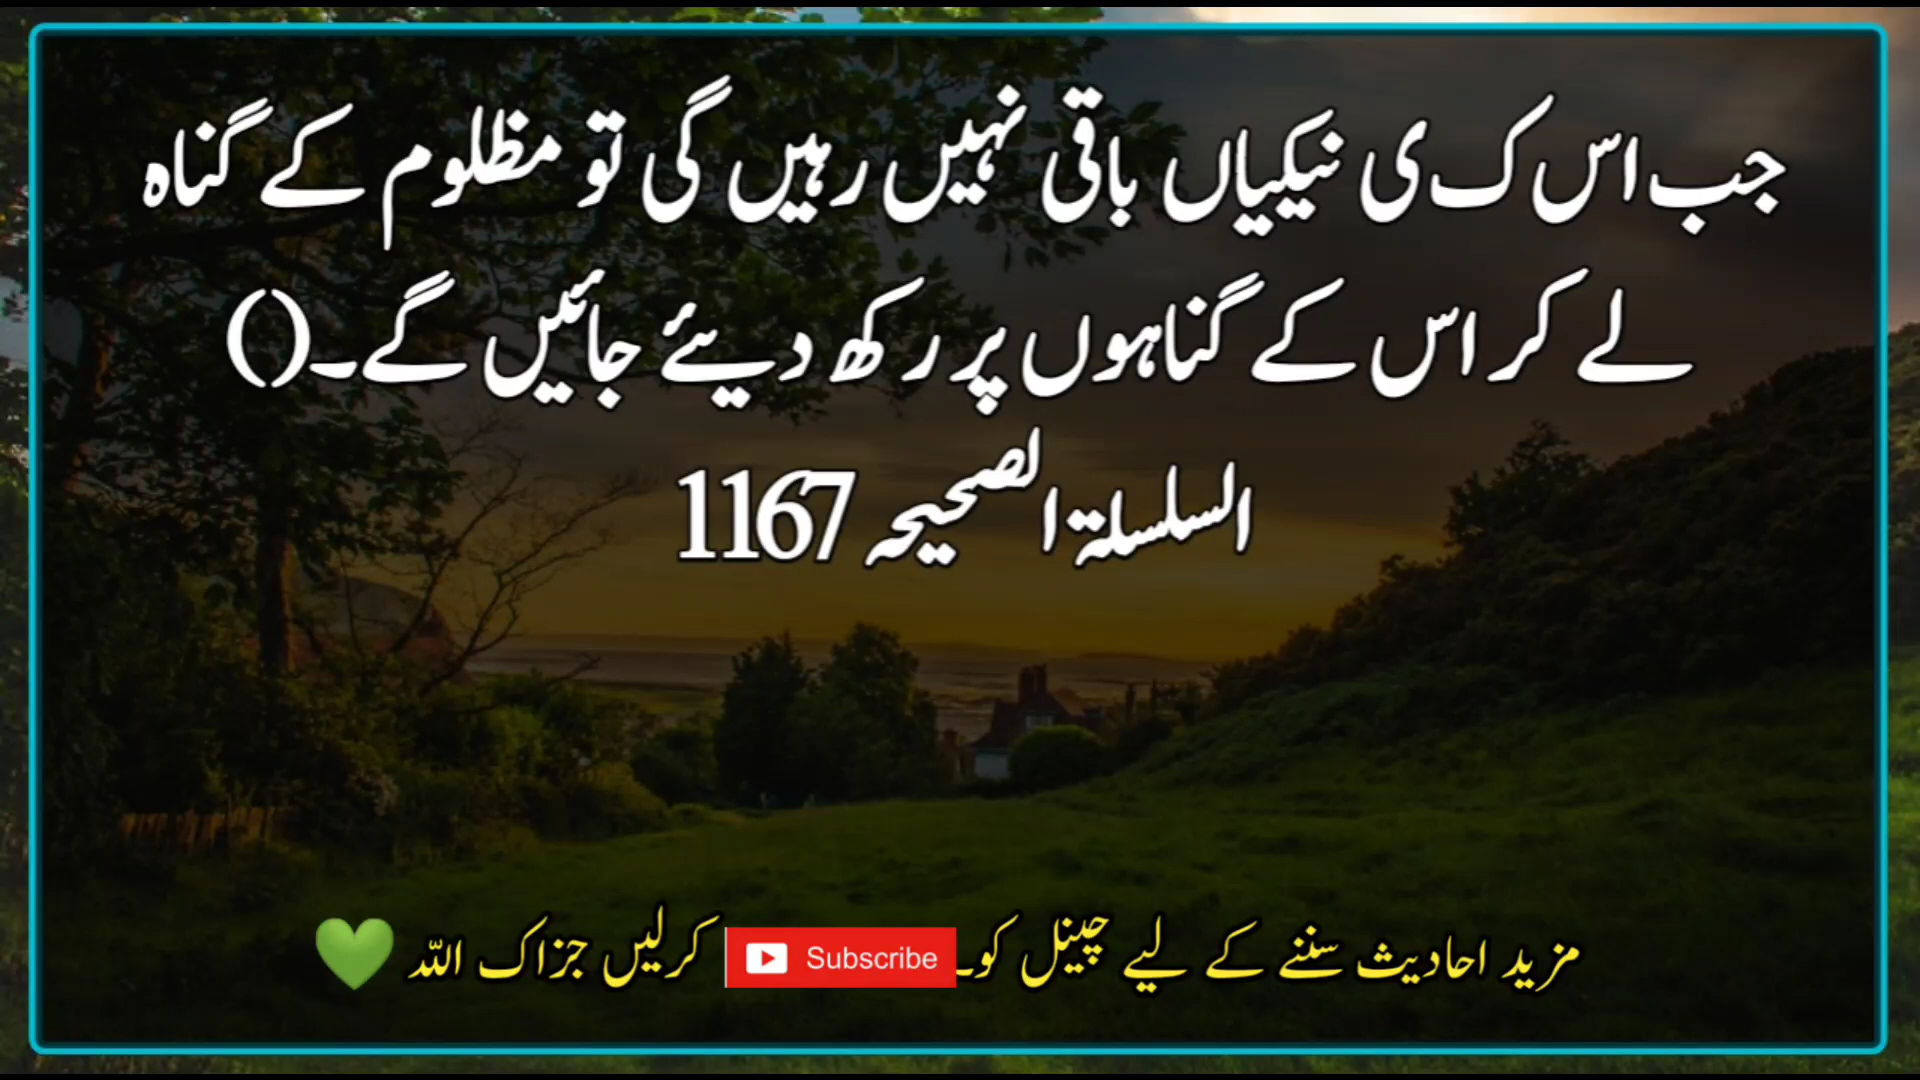 جب اس ک ی نیکیاں باقی نہیں رہیں گی تو مظلوم کے گناہ
لے کر اس کے گناہوں پر رکھ دیئے جائیں گے۔()
السلسلۃ الصحیحہ 1167
مزید احادیث سننے کے لیے چینل کو۔ Subscribe کرلیں جزاک اللہ 💚